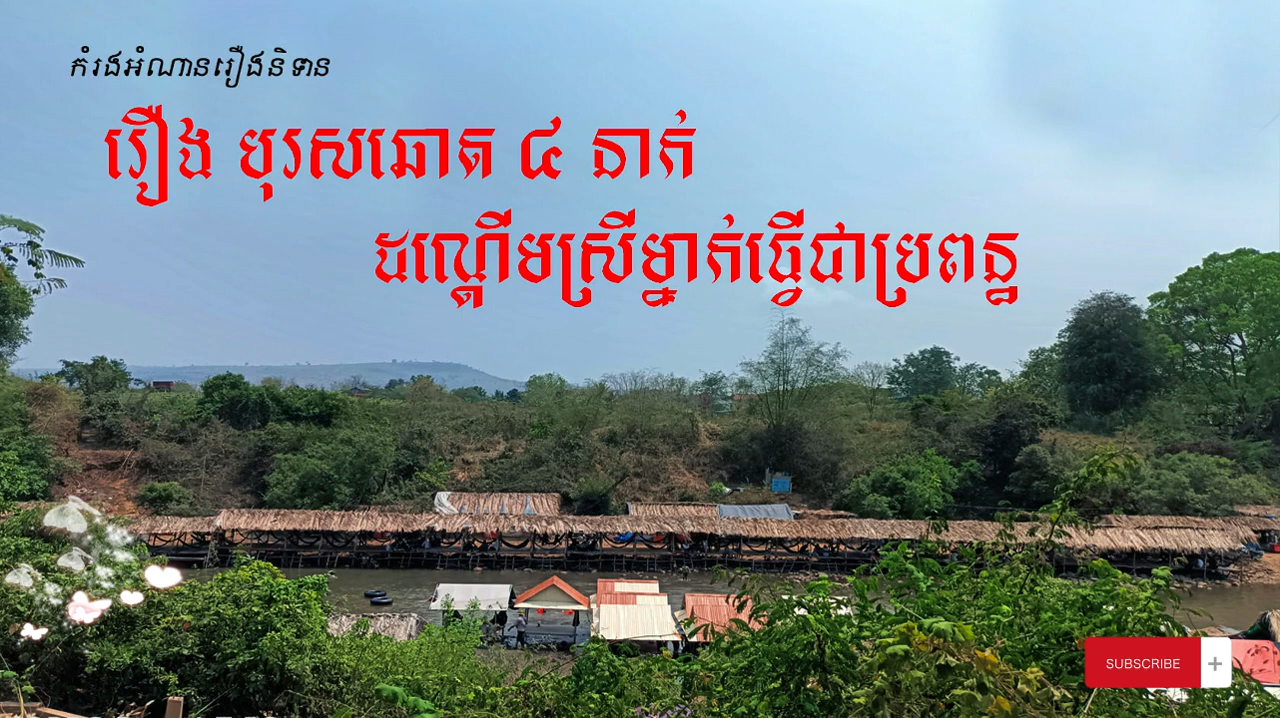 កំរងអំណានរឿងនិទាន
រឿង បុរសឆោត ៤ នាក់
ដណ្ដើមស្រីម្នាក់ធ្វើជាប្រពន្ធ
SUBSCRIBE +